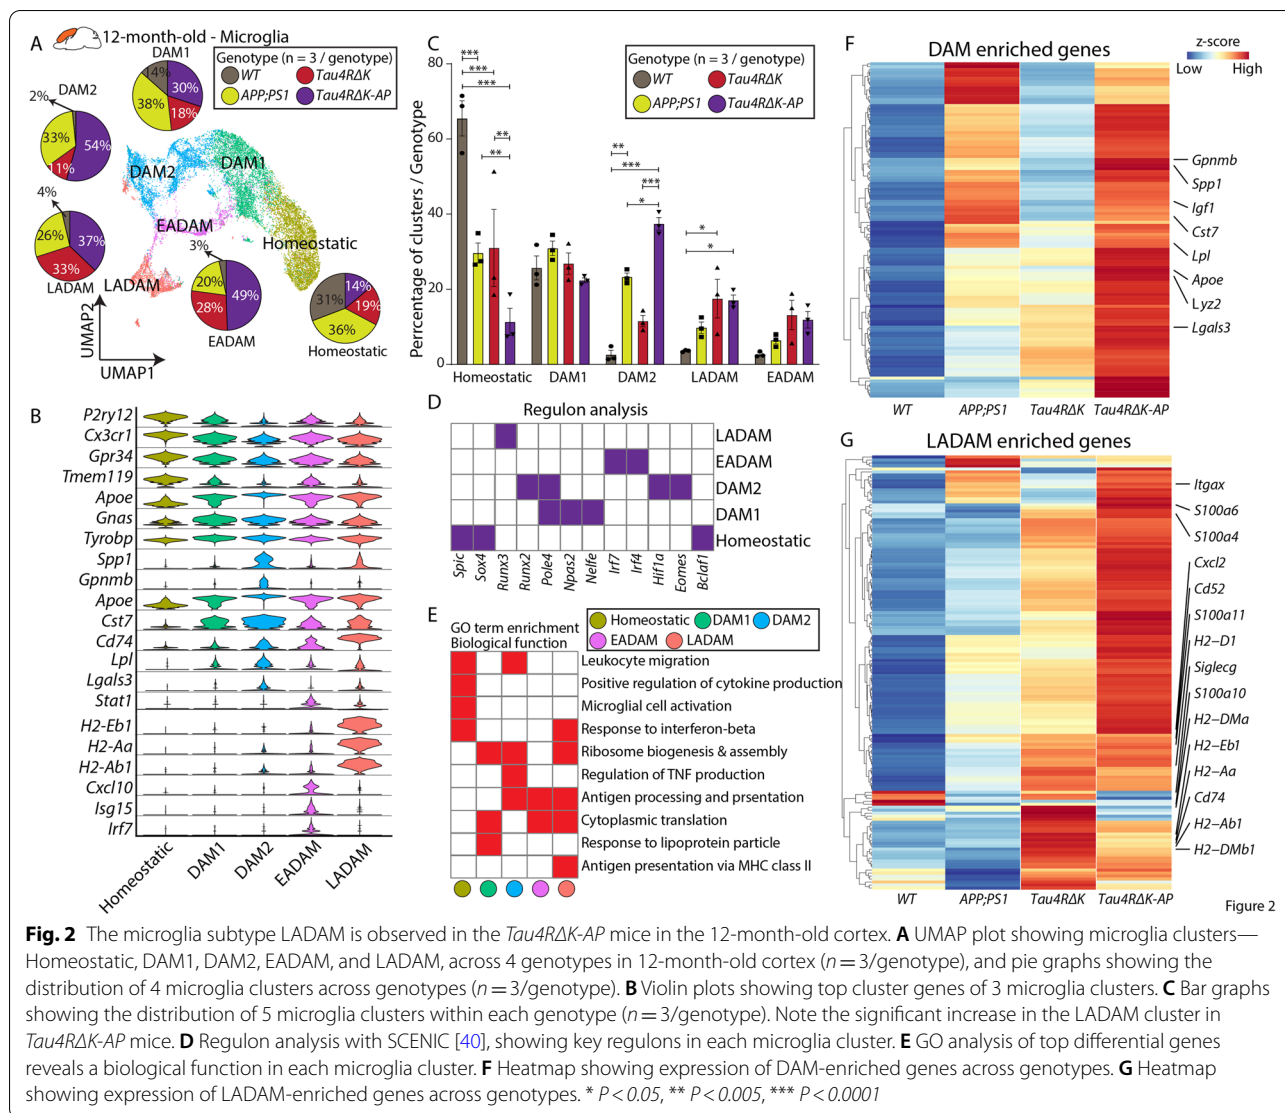 A
12-month-old - Microglia
Genotype (n = 3 / genotype)
WT
Tau4RΔK
APP;PS1
Tau4RΔK-AP
DAM1
14%
30%
38%
18%
DAM2
2%
33%
54%
11%
4%
26%
37%
33%
LADAM
3%
20%
49%
28%
EADAM
31%
14%
19%
36%
Homeostatic
DAM2
DAM1
EADAM
Homeostatic
LADAM
UMAP2
UMAP1
B
P2ry12
Cx3cr1
Gpr34
Tmem119
Apoe
Gnas
Tyrobp
Spp1
Gpnmb
Apoe
Cst7
Cd74
Lpl
Lgals3
Stat1
H2-Eb1
H2-Aa
H2-Ab1
Cxcl10
Isg15
Irf7
Homeostatic
DAM1
DAM2
EADAM
LADAM
C
Genotype (n = 3 / genotype)
WT
Tau4RΔK
APP;PS1
Tau4RΔK-AP
Percentage of clusters / Genotype
80
60
40
20
0
***
***
***
**
**
**
***
***
*
*
*
Homeostatic
DAM1
DAM2
LADAM
EADAM
D
Regulon analysis
LADAM
EADAM
DAM2
DAM1
Homeostatic
Spic
Sox4
Runx3
Runx2
Pole4
Npas2
Nelfe
Irf7
Irf4
Hif1a
Eomes
Bclaf1
E
GO term enrichment
Biological function
Homeostatic
DAM1
DAM2
EADAM
LADAM
Leukocyte migration
Positive regulation of cytokine production
Microglial cell activation
Response to interferon-beta
Ribosome biogenesis & assembly
Regulation of TNF production
Antigen processing and prsentation
Cytoplasmic translation
Response to lipoprotein particle
Antigen presentation via MHC class II
F
DAM enriched genes
z-score
Low
High
Gpnmb
Spp1
Igf1
Cst7
Lpl
Apoe
Lyz2
Lgals3
WT
APP;PS1
Tau4RΔK
Tau4RΔK-AP
G
LADAM enriched genes
Itgax
S100a6
S100a4
Cxcl2
Cd52
S100a11
H2−D1
Siglecg
S100a10
H2−DMa
H2−Eb1
H2−Aa
Cd74
H2−Ab1
H2−DMb1
WT
APP;PS1
Tau4RΔK
Tau4RΔK-AP
Figure 2
Fig. 2 The microglia subtype LADAM is observed in the Tau4RΔK-AP mice in the 12-month-old cortex. A UMAP plot showing microglia clusters—
Homeostatic, DAM1, DAM2, EADAM, and LADAM, across 4 genotypes in 12-month-old cortex (n = 3/genotype), and pie graphs showing the
distribution of 4 microglia clusters across genotypes (n = 3/genotype). B Violin plots showing top cluster genes of 3 microglia clusters. C Bar graphs
showing the distribution of 5 microglia clusters within each genotype (n = 3/genotype). Note the significant increase in the LADAM cluster in
Tau4RΔK-AP mice. D Regulon analysis with SCENIC [40], showing key regulons in each microglia cluster. E GO analysis of top differential genes
reveals a biological function in each microglia cluster. F Heatmap showing expression of DAM-enriched genes across genotypes. G Heatmap
showing expression of LADAM-enriched genes across genotypes. * P < 0.05, ** P < 0.005, *** P < 0.0001